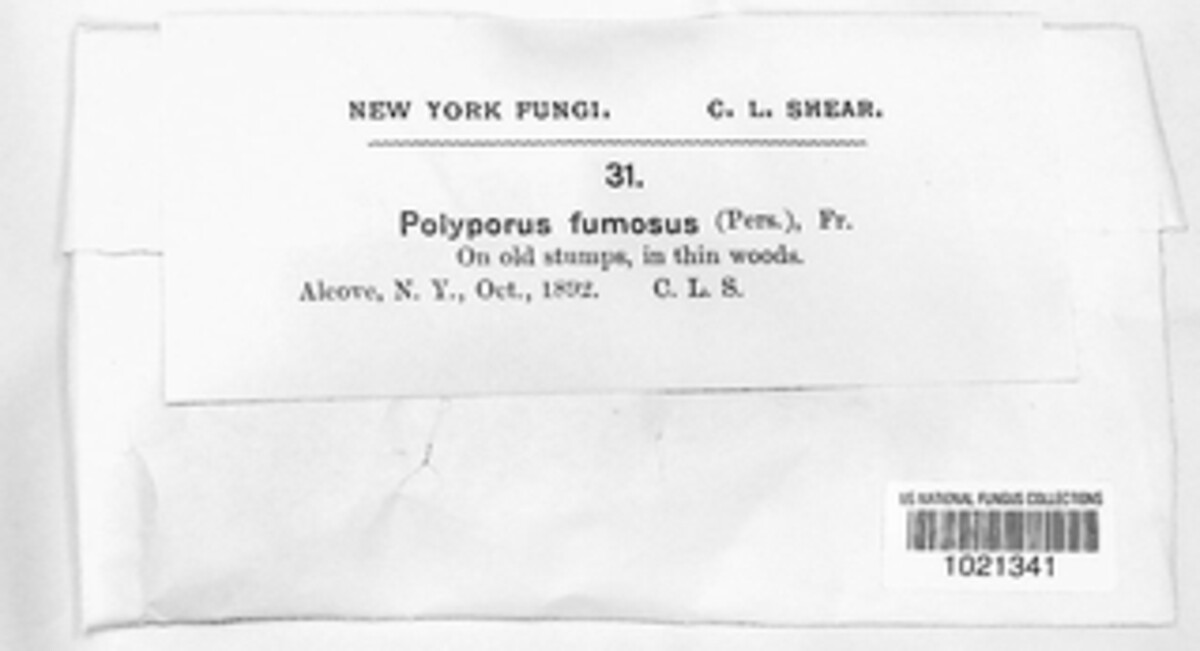 NEW YORK FUNGI. C. L. SHEAR.
31.
Polyporus fumosus (Pers.), Fr.
On old stumps, in thin woods.
Alcove, N. Y., Oct., 1892. C. L. S.
US NATIONAL FUNGUS COLLECTIONS
1021341